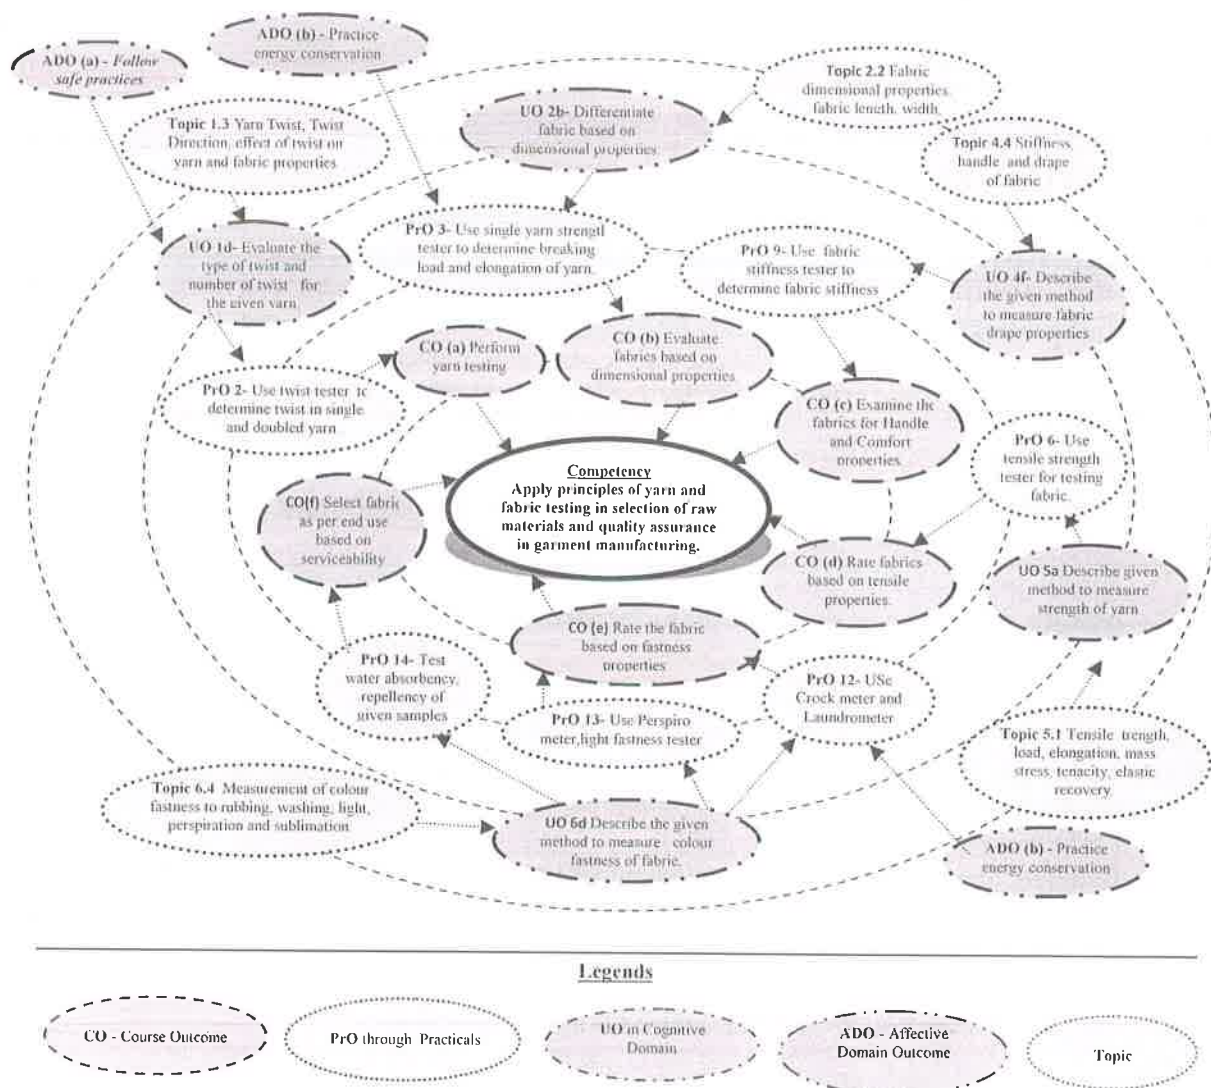 ADO (b) - Practice
energy conservation
ADO (a) - Follow
safe practices
Topic 2.2 Fabric
dimensional properties
fabric length, width,
UO 2b- Differentiate
fabric based on
dimensional properties
Topic 1.3 Yarn Twist, Twist
Direction, effect of twist on
yarn and fabric properties
Topic 4.4 Stiffness,
handle and drape
of fabric
PrO 3- Use single yarn strengtl
tester to determine breaking
load and elongation of yarn.
UO 1d- Evaluate the
type of twist and
number of twist for
the given yarn.
PrO 9- Use fabric
stiffness tester to
determine fabric stiffness
UO 4f- Describe
the given method
to measure fabric
drape properties
CO (a) Perform
yarn testing
CO (b) Evaluate
fabrics based on
dimensional properties
PrO 2- Use twist tester tc
determine twist in single
and doubled yarn
CO (c) Examine the
fabrics for Handle
and Comfort
properties.
PrO 6- Use
tensile strength
tester for testing
fabric.
Competency
Apply principles of yarn and
fabric testing in selection of raw
materials and quality assurance
in garment manufacturing.
CO(f) Select fabric
as per end use
based on
serviceability
CO (d) Rate fabrics
based on tensile
properties.
UO 5a Describe given
method to measure
strength of yarn
CO (e) Rate the fabric
based on fastness
properties
PrO 14- Test
water absorbency,
repellency of
given samples
PrO 12- USe
Crock meter and
Laundrometer
PrO 13- Use Perspiro
meter,light fastness tester
Topic 5.1 Tensile trength,
load, elongation, mass
stress, tenacity, elastic
recovery.
Topic 6.4 Measurement of colour
fastness to rubbing, washing, light,
perspiration and sublimation
UO 6d Describe the given
method to measure colour
fastness of fabric.
ADO (b) - Practice
energy conservation
Legends
CO - Course Outcome
PrO through Practicals
UO in Cognitive
Domain
ADO - Affective
Domain Outcome
Topic